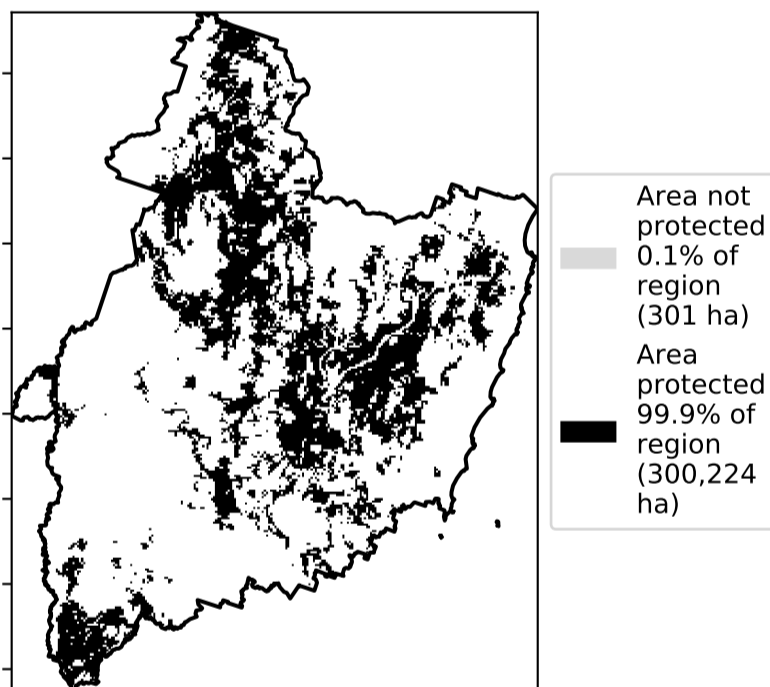 Area not
protected
0.1% of
region
(301 ha)
Area
protected
99.9% of
region
(300,224
ha)